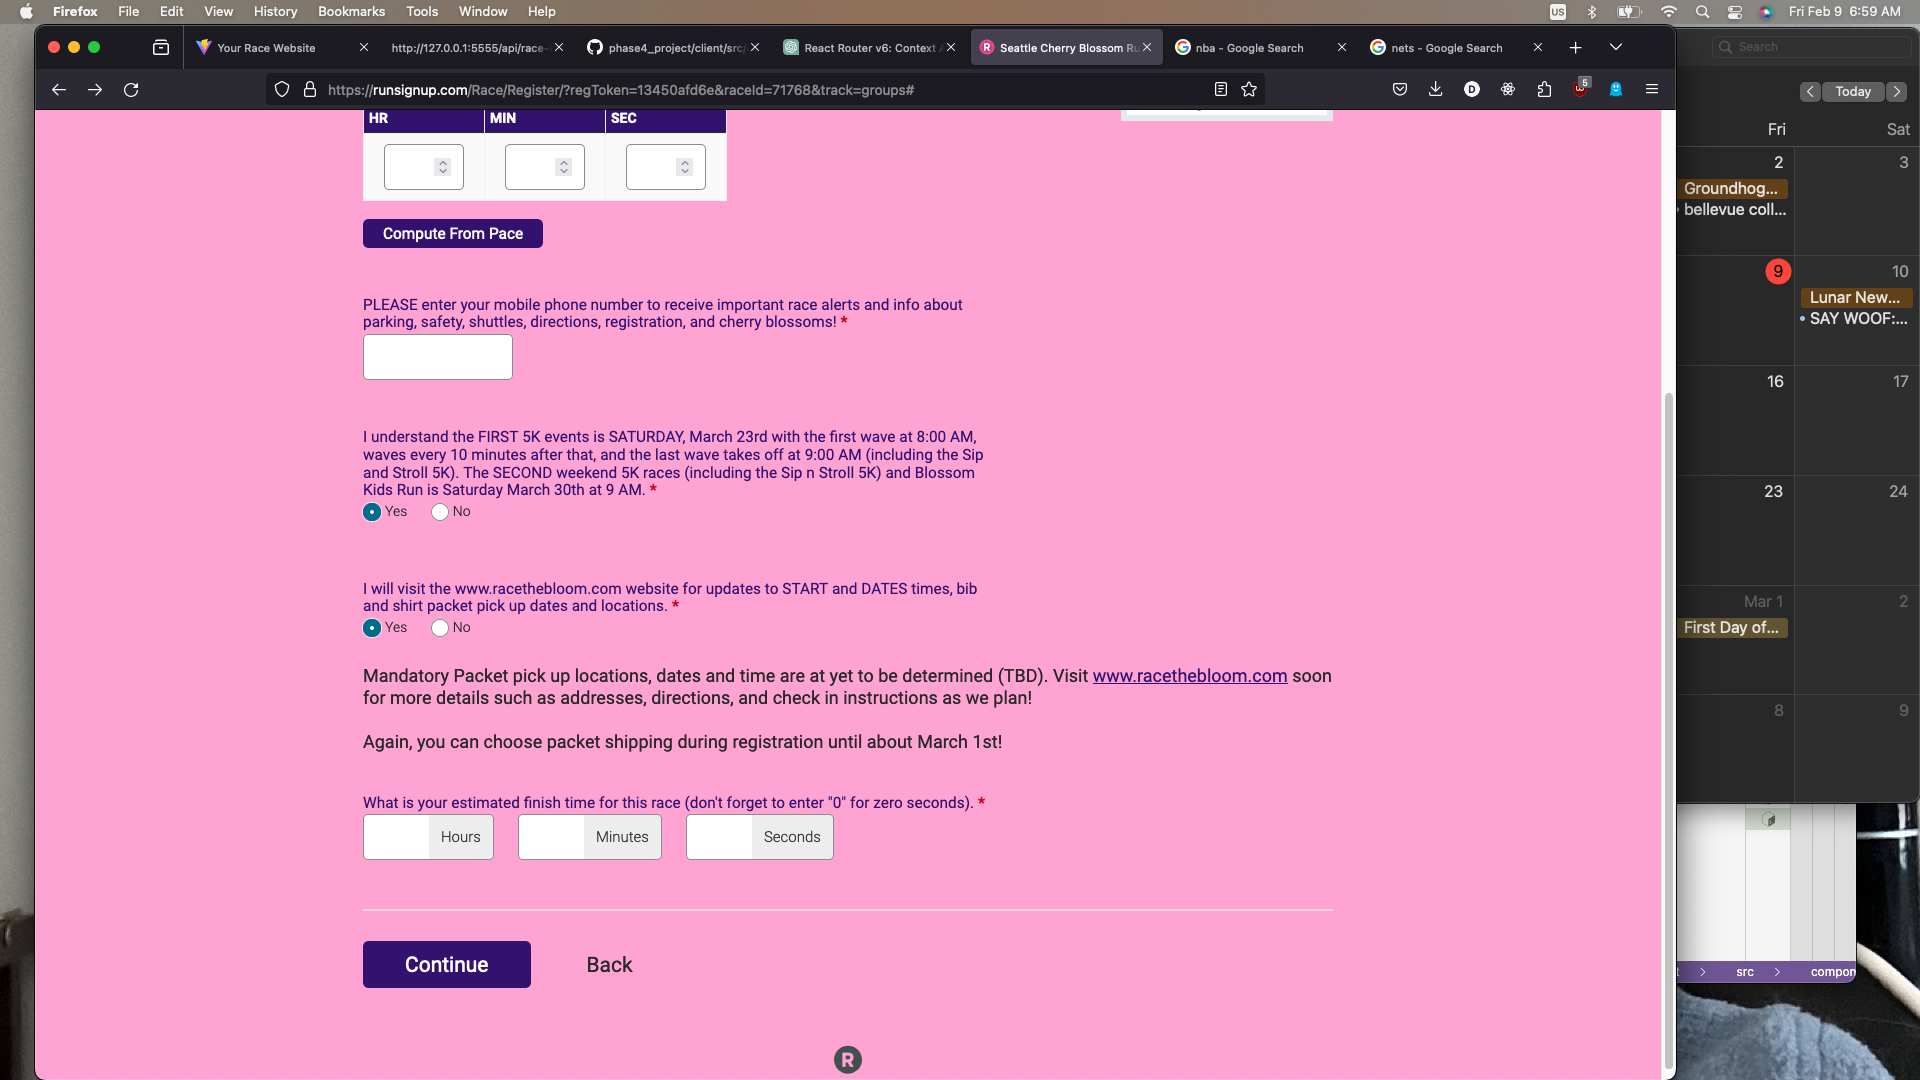 Firefox File Edit View History Bookmarks Tools Window Help
US Fri Feb 9 6:59 AM
Your Race Website
http://127.0.0.1:5555/api/race-
phase4_project/client/src/
React Router v6: Context
Seattle Cherry Blossom Ru
nba - Google Search
nets - Google Search
https://runsignup.com/Race/Register/?regToken=13450afd6e&raceId=71768&track=groups#
D
5
HR MIN SEC
Compute From Pace
PLEASE enter your mobile phone number to receive important race alerts and info about
parking, safety, shuttles, directions, registration, and cherry blossoms! *
I understand the FIRST 5K events is SATURDAY, March 23rd with the first wave at 8:00 AM,
waves every 10 minutes after that, and the last wave takes off at 9:00 AM (including the Sip
and Stroll 5K). The SECOND weekend 5K races (including the Sip n Stroll 5K) and Blossom
Kids Run is Saturday March 30th at 9 AM. *
Yes No
I will visit the www.racethebloom.com website for updates to START and DATES times, bib
and shirt packet pick up dates and locations. *
Yes No
Mandatory Packet pick up locations, dates and time are at yet to be determined (TBD). Visit www.racethebloom.com soon
for more details such as addresses, directions, and check in instructions as we plan!
Again, you can choose packet shipping during registration until about March 1st!
What is your estimated finish time for this race (don't forget to enter "0" for zero seconds). *
Hours Minutes Seconds
Continue Back
R
Search
Today
Fri Sat
2 3
Groundhog...
bellevue coll...
9 10
Lunar New...
SAY WOOF:...
16 17
23 24
Mar 1 2
First Day of...
8 9
src compon